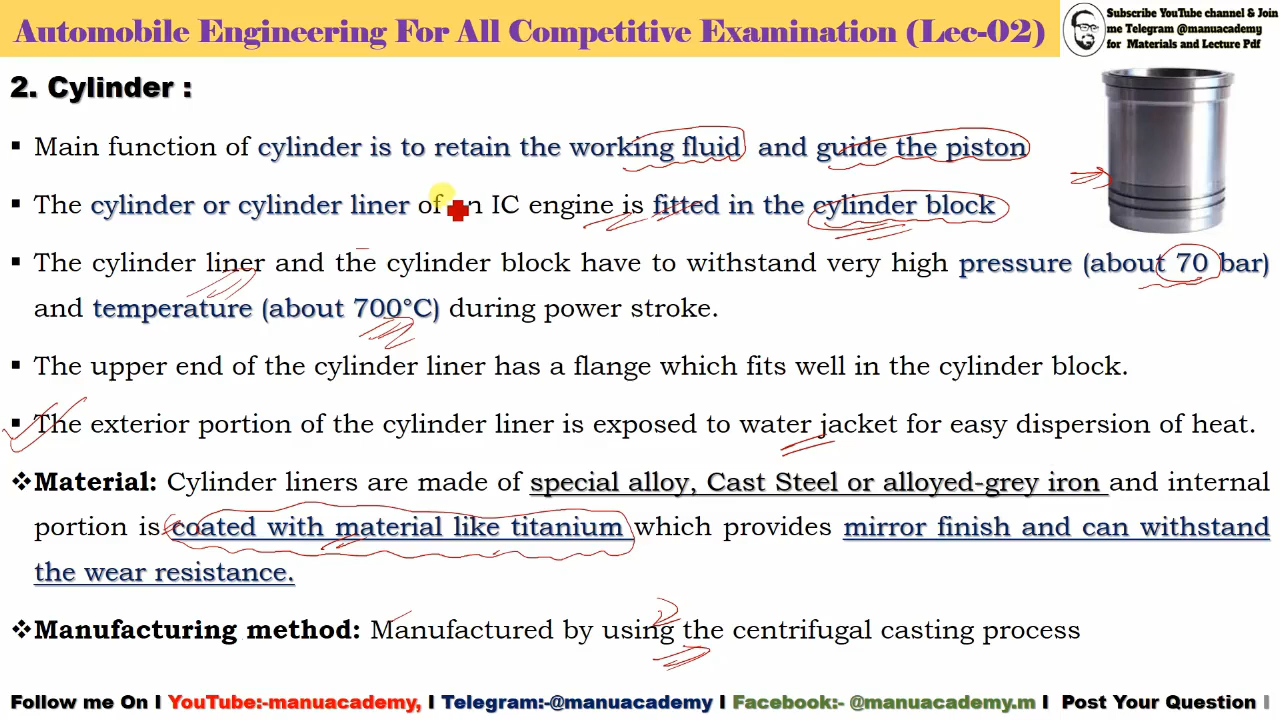 Automobile Engineering For All Competitive Examination (Lec-02)
Subscribe YouTube channel & Join
me Telegram @manuacademy
for Materials and Lecture Pdf
2. Cylinder :
▪ Main function of cylinder is to retain the working fluid and guide the piston
▪ The cylinder or cylinder liner of an IC engine is fitted in the cylinder block
▪ The cylinder liner and the cylinder block have to withstand very high pressure (about 70 bar)
and temperature (about 700°C) during power stroke.
▪ The upper end of the cylinder liner has a flange which fits well in the cylinder block.
▪ The exterior portion of the cylinder liner is exposed to water jacket for easy dispersion of heat.
❖Material: Cylinder liners are made of special alloy, Cast Steel or alloyed-grey iron and internal
portion is coated with material like titanium which provides mirror finish and can withstand
the wear resistance.
❖Manufacturing method: Manufactured by using the centrifugal casting process
Follow me On I YouTube:-manuacademy, I Telegram:-@manuacademy I Facebook:- @manuacademy.m I Post Your Question I